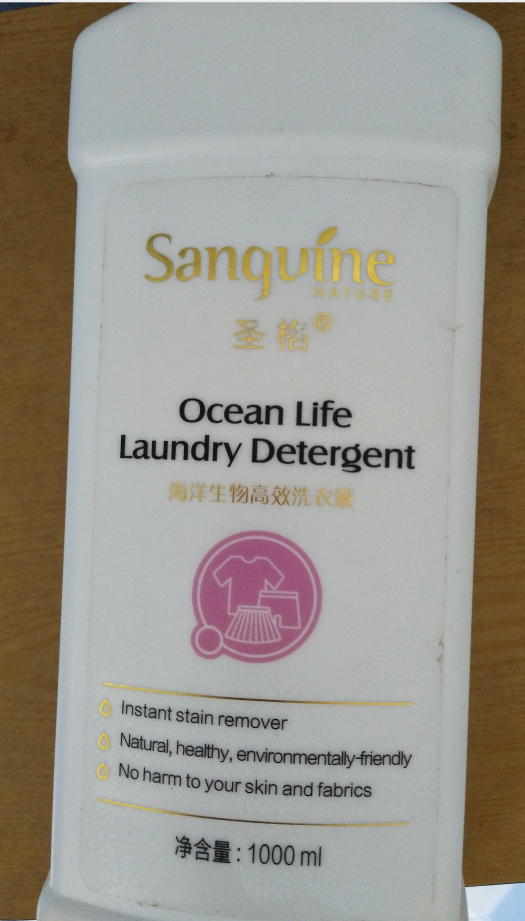 Sanguine
圣梧®
Ocean Life
Laundry Detergent
海洋生物高效洗衣液
Instant stain remover
Natural, healthy, environmentally-friendly
No harm to your skin and fabrics
净含量:1000 ml